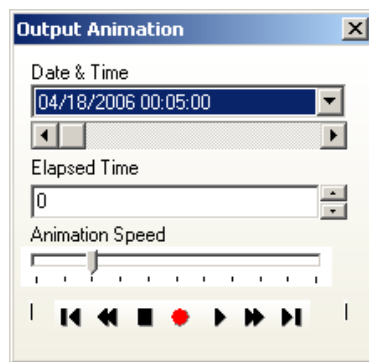 Output Animation
Date & Time
04/18/2006 00:05:00
Elapsed Time
0
Animation Speed